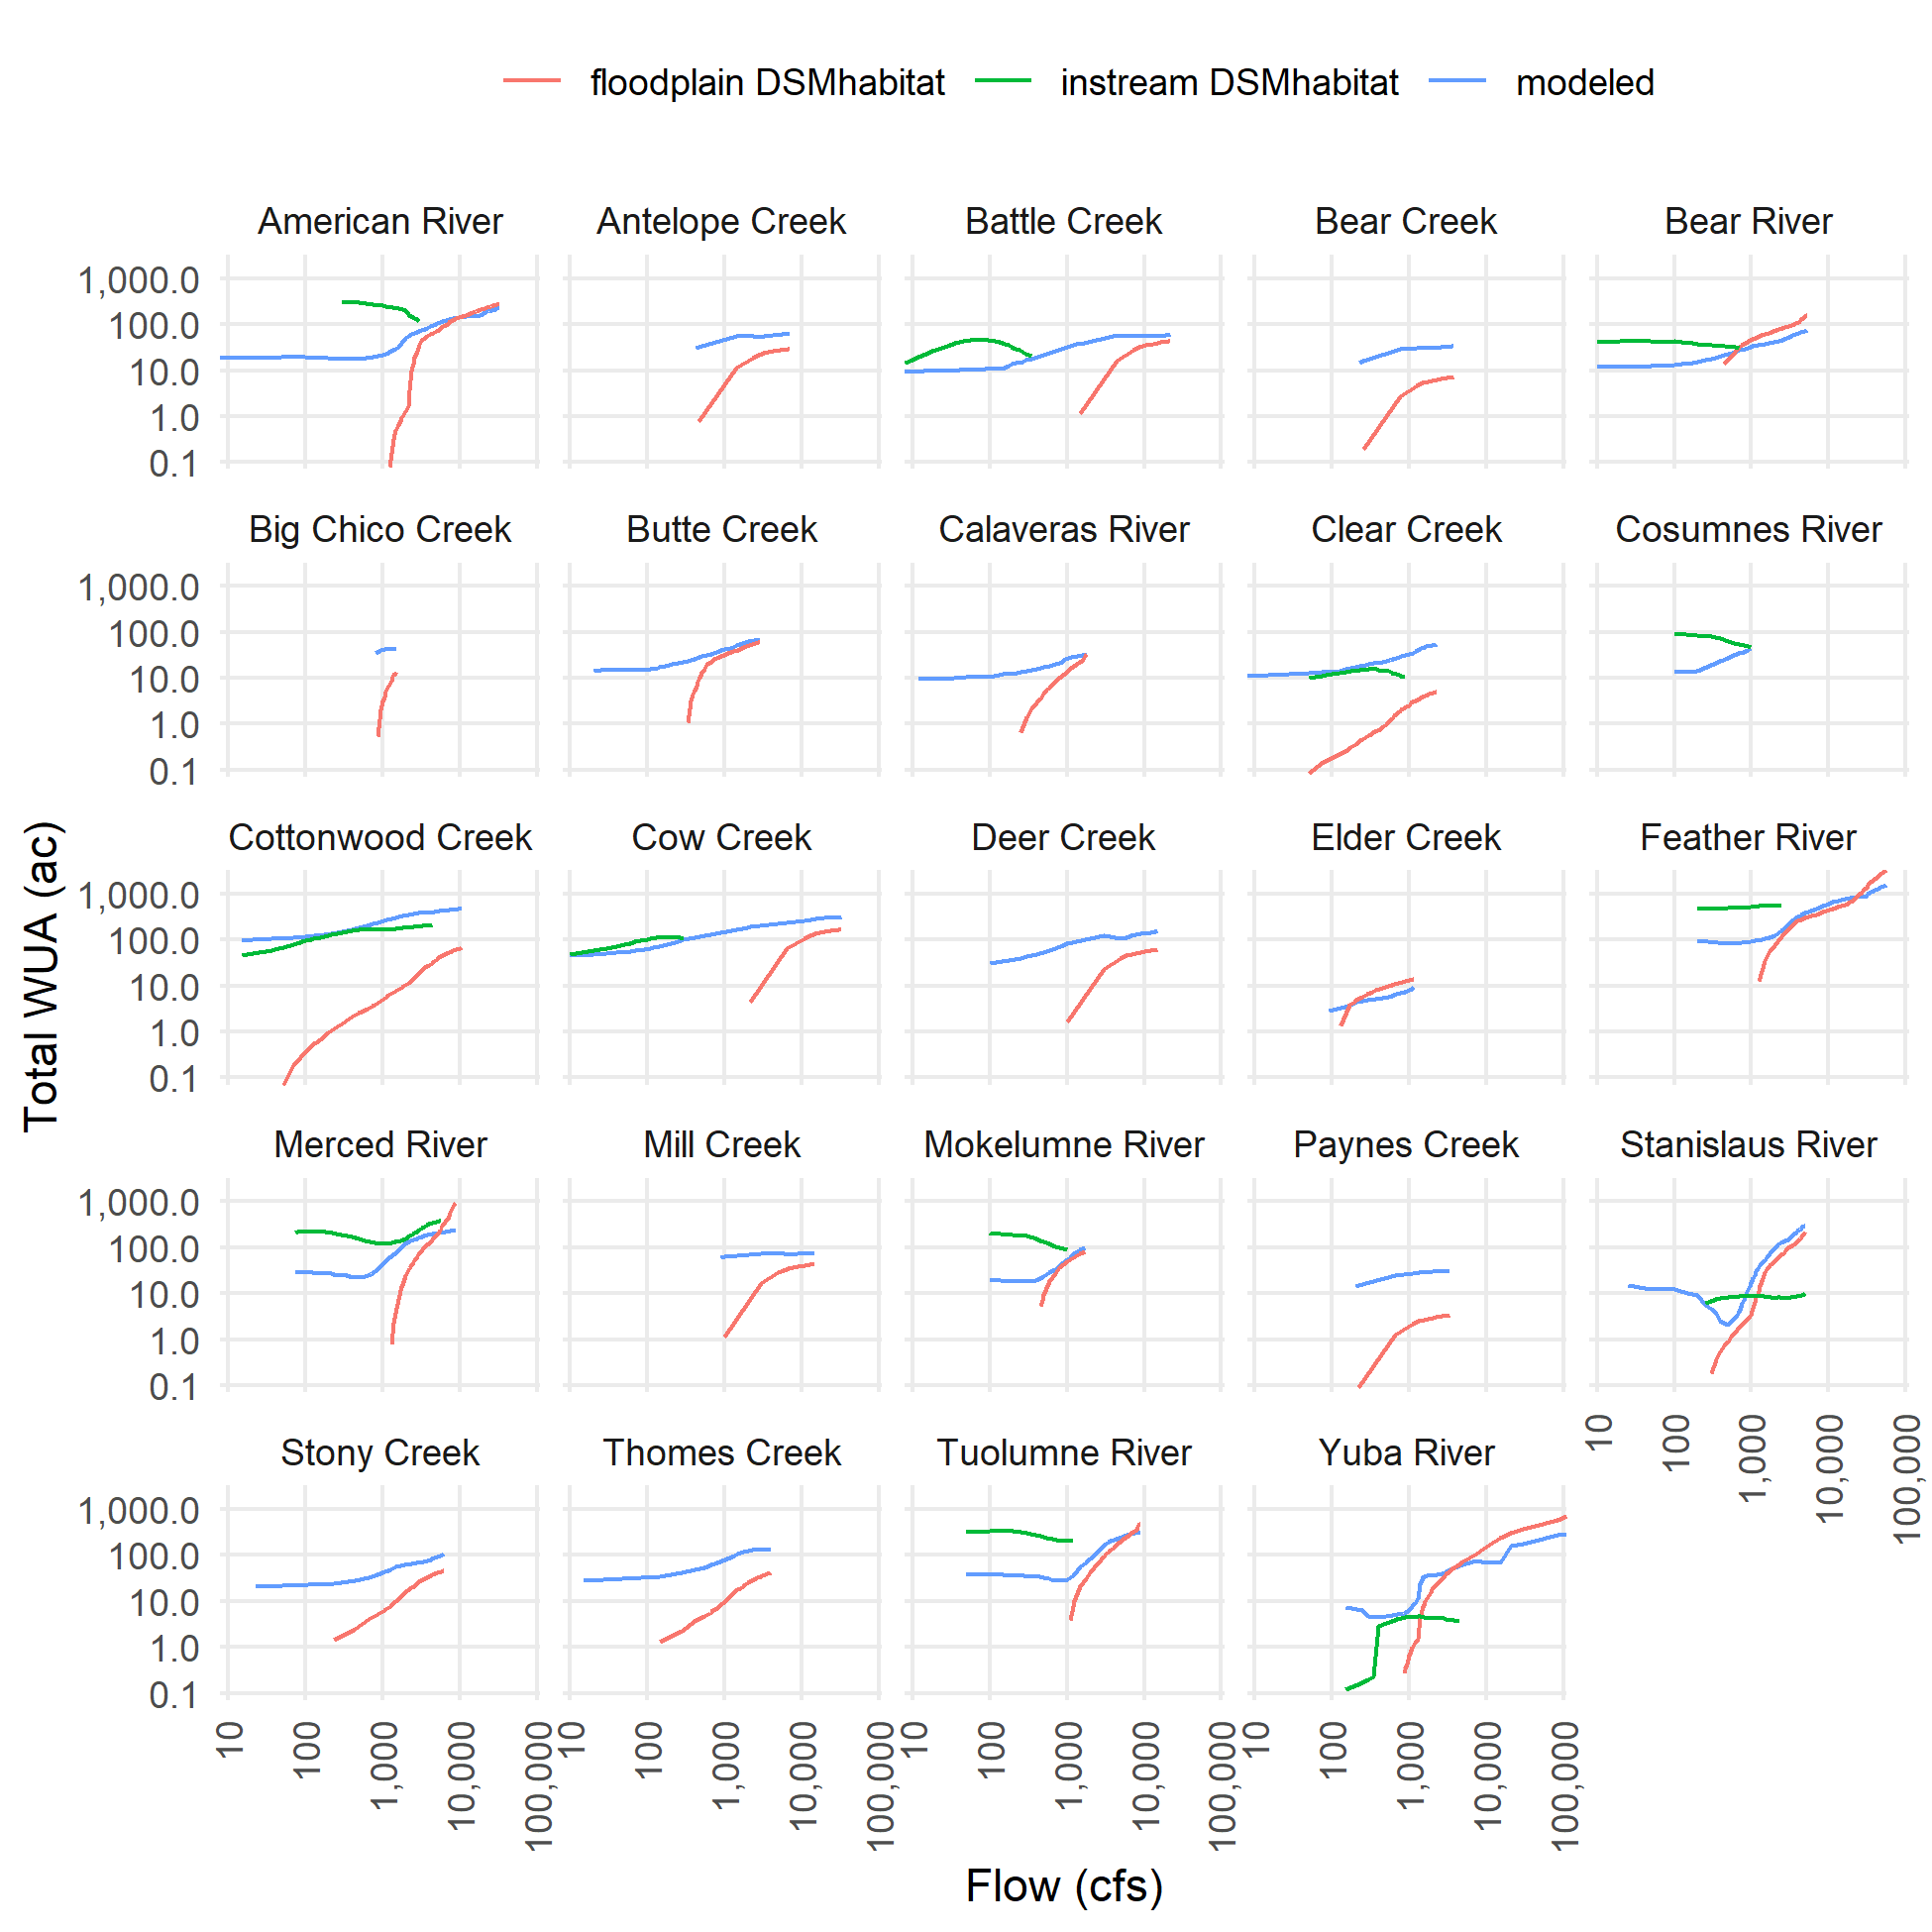 floodplain DSMhabitat instream DSMhabitat modeled
American River Antelope Creek Battle Creek Bear Creek Bear River
1,000.0
100.0
10.0
1.0
0.1
Big Chico Creek Butte Creek Calaveras River Clear Creek Cosumnes River
1,000.0
100.0
10.0
1.0
0.1
Cottonwood Creek Cow Creek Deer Creek Elder Creek Feather River
1,000.0
100.0
10.0
1.0
0.1
Total WUA (ac)
Merced River Mill Creek Mokelumne River Paynes Creek Stanislaus River
1,000.0
100.0
10.0
1.0
0.1
10 100 1,000 10,000 100,000
Stony Creek Thomes Creek Tuolumne River Yuba River
1,000.0
100.0
10.0
1.0
0.1
10 100 1,000 10,000 100,000 10 100 1,000 10,000 100,000 10 100 1,000 10,000 100,000 10 100 1,000 10,000 100,000
Flow (cfs)